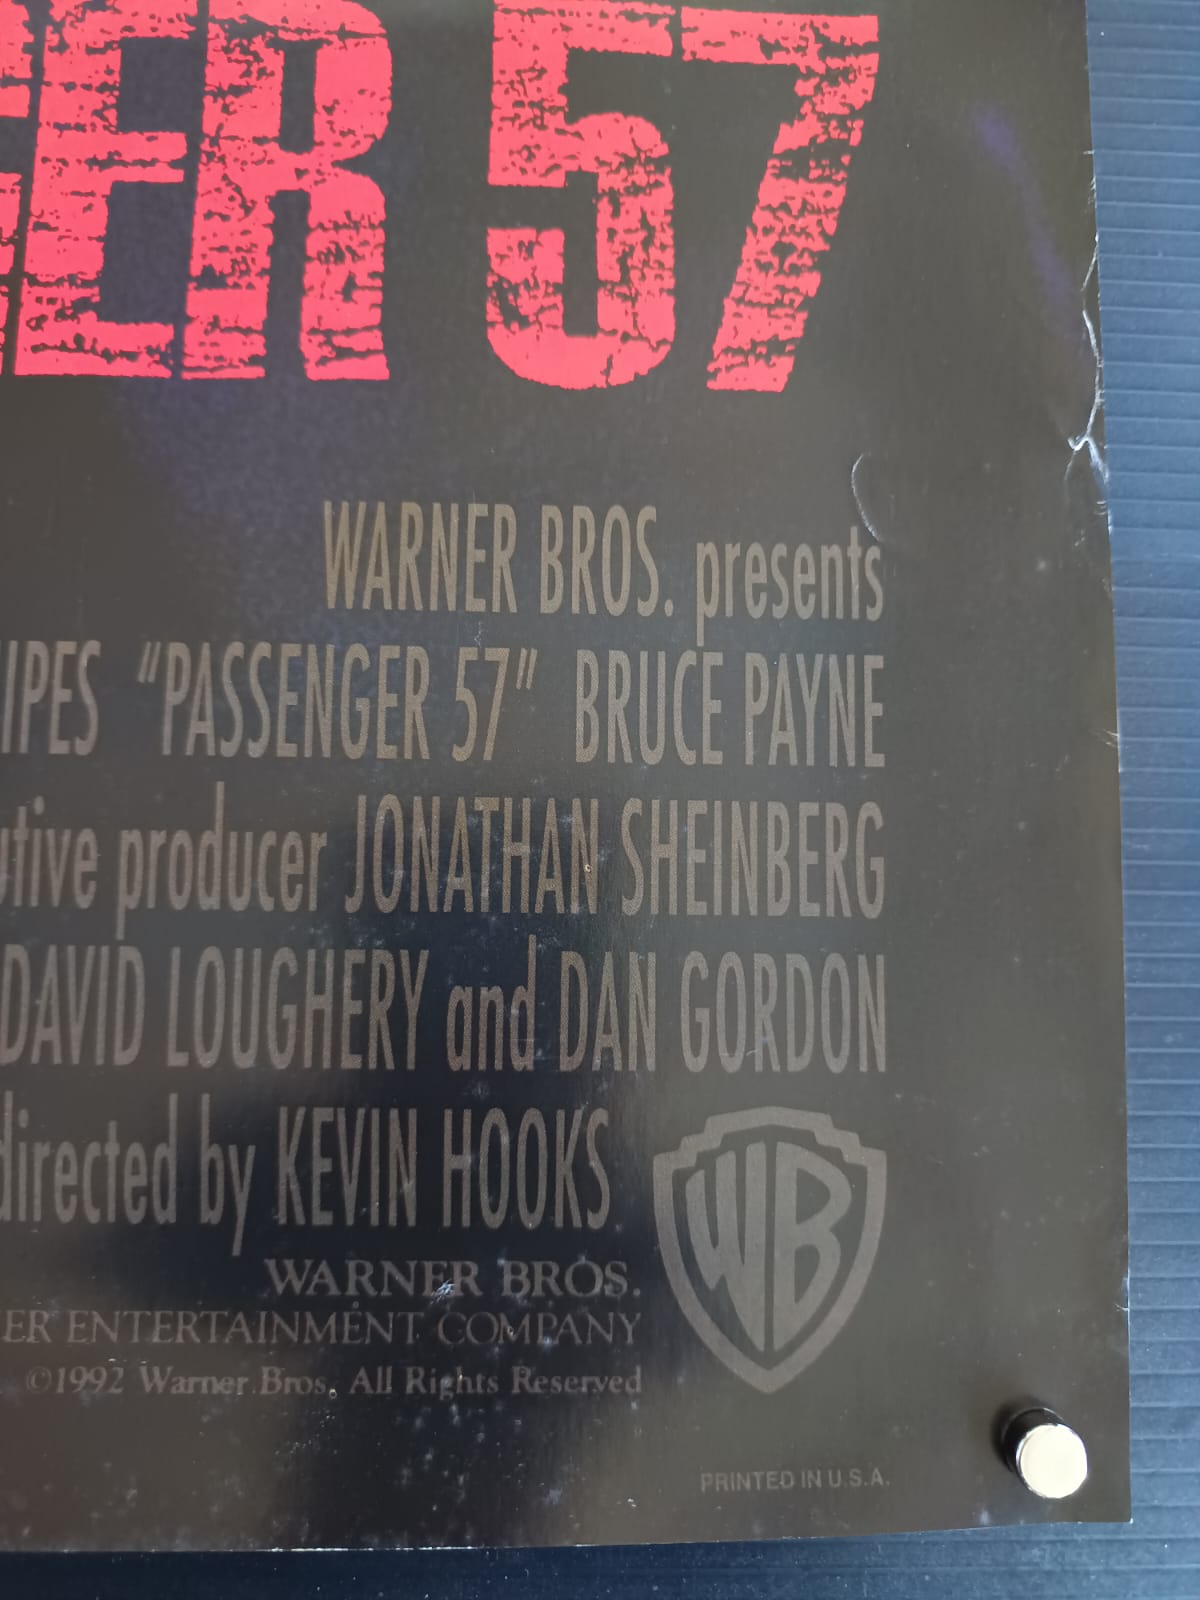 GER 57
WARNER BROS. presents
IPES "PASSENGER 57" BRUCE PAYNE
utive producer JONATHAN SHEINBERG
DAVID LOUGHERY and DAN GORDON
directed by KEVIN HOOKS
WB
WARNER BROS.
ER ENTERTAINMENT COMPANY
©1992 Warner Bros. All Rights Reserved
PRINTED IN U.S.A.